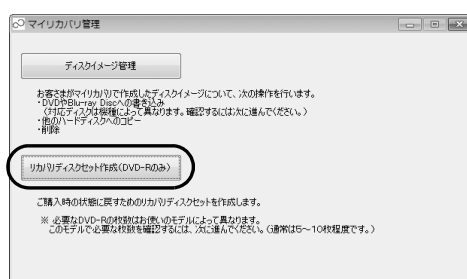 マイリカバリ管理
ディスクイメージ管理
お客さまがマイリカバリで作成したディスクイメージについて、次の操作を行います。
・DVDやBlu-ray Discへの書き込み
（対応ディスクは機種によって異なります。確認するには次に進んでください。）
・他のハードディスクへのコピー
・削除
リカバリディスクセット作成（DVD-Rのみ）
ご購入時の状態に戻すためのリカバリディスクセットを作成します。
※ 必要なDVD-Rの枚数はお使いのモデルによって異なります。
このモデルで必要な枚数を確認するには、次に進んでください。（通常は5～10枚程度です。）